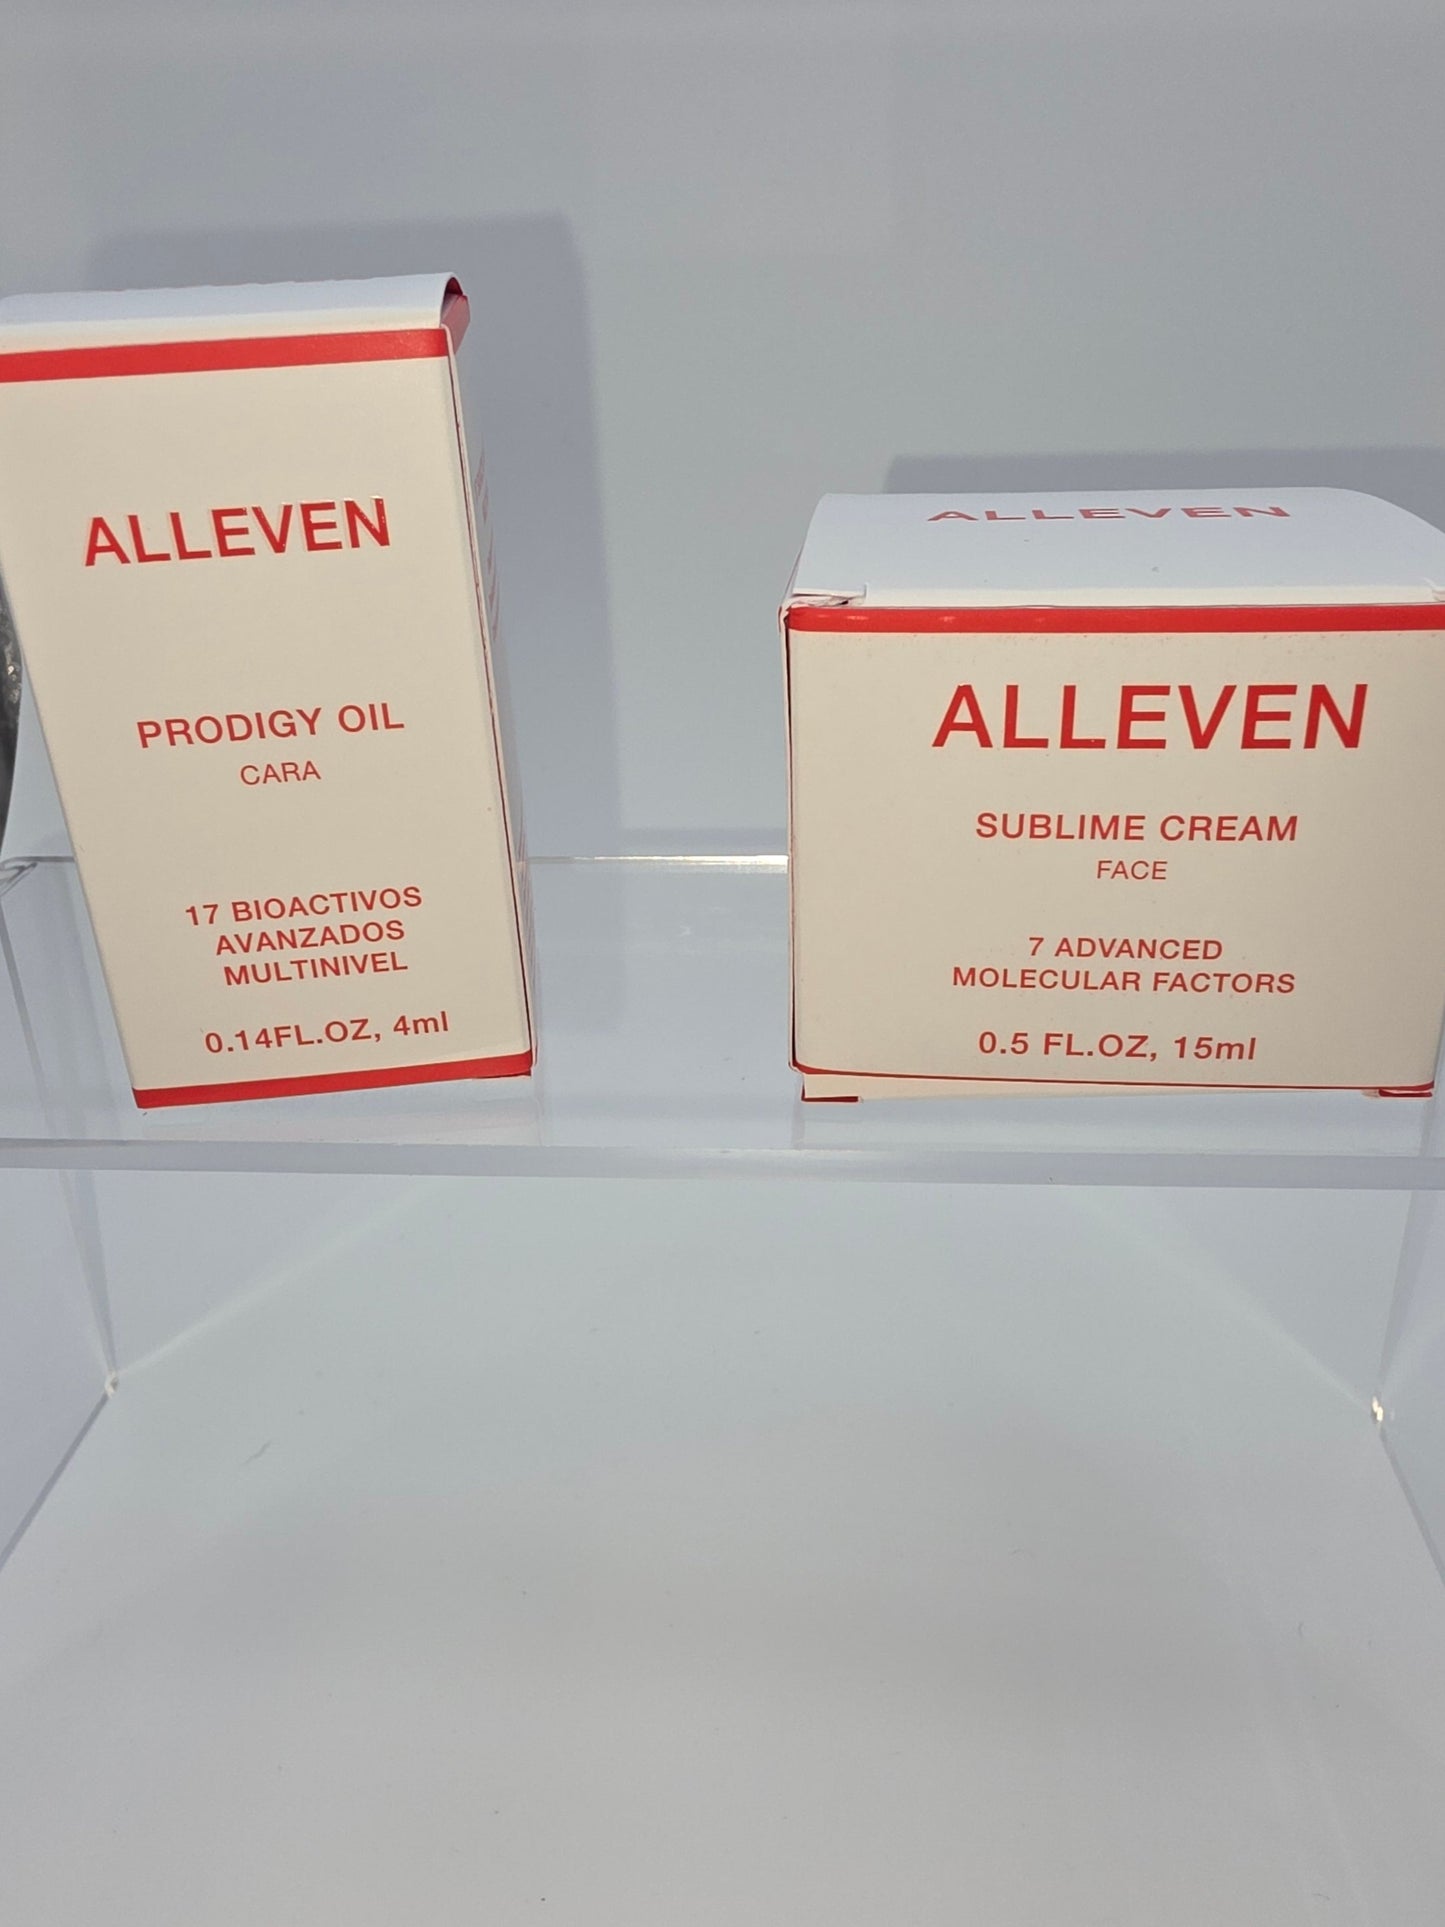 ALLEVEN
PRODIGY OIL
CARA
17 BIOACTIVOS
AVANZADOS
MULTINIVEL
0.14FL.OZ, 4ml
ALLEVEN
ALLEVEN
SUBLIME CREAM
FACE
7 ADVANCED
MOLECULAR FACTORS
0.5 FL.OZ, 15ml